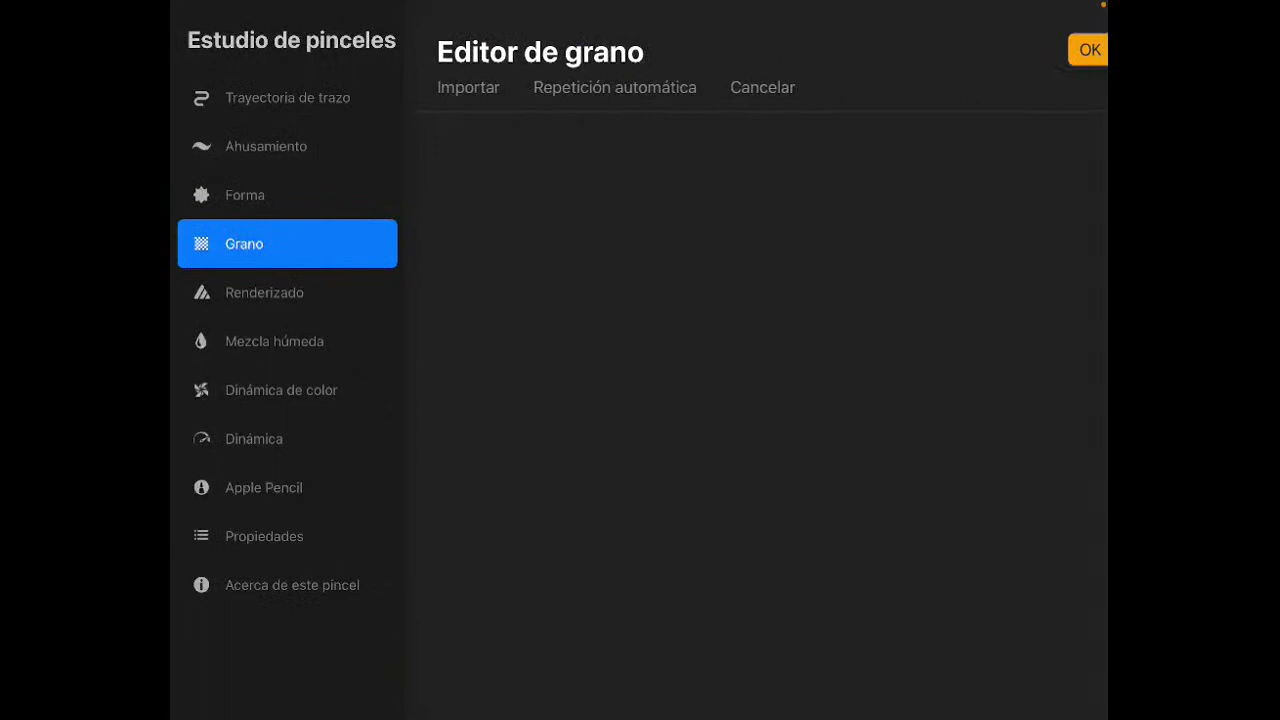 Estudio de pinceles
Trayectoria de trazo
Ahusamiento
Forma
Grano
Renderizado
Mezcla húmeda
Dinámica de color
Dinámica
Apple Pencil
Propiedades
Acerca de este pincel
Editor de grano
OK
Importar Repetición automática Cancelar